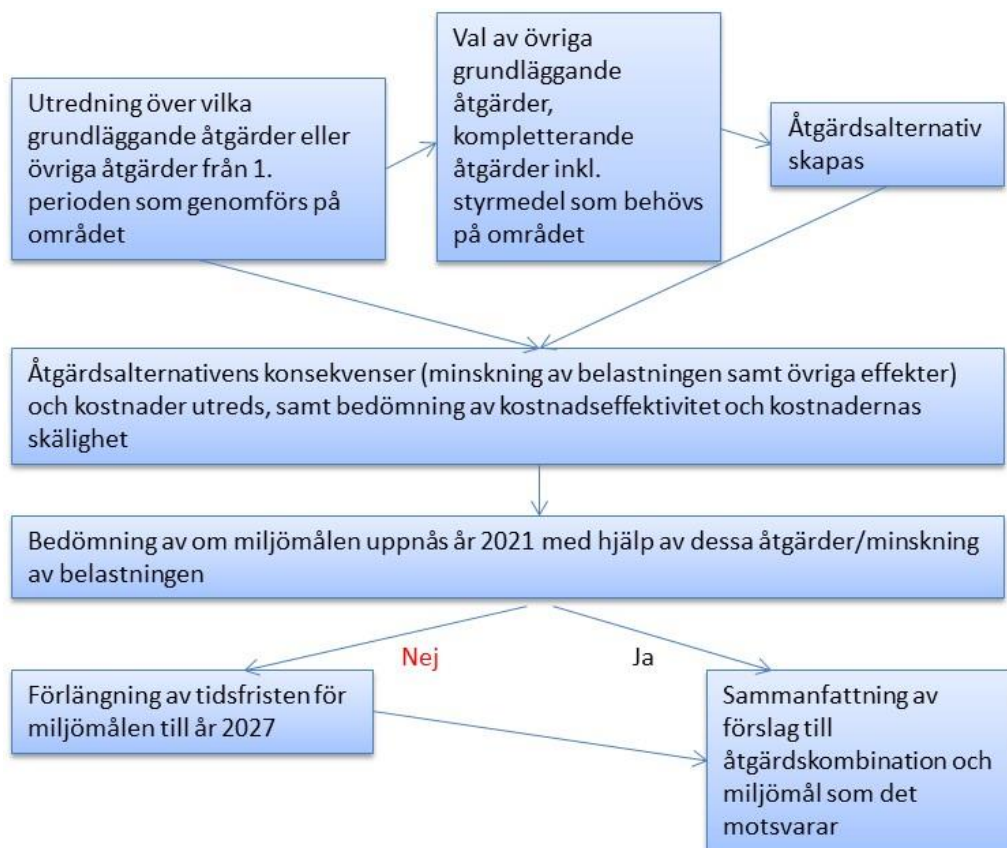 Utredning över vilka
grundläggande åtgärder eller
övriga åtgärder från 1.
perioden som genomförs på
området
Val av övriga
grundläggande
åtgärder,
kompletterande
åtgärder inkl.
styrmedel som behövs
på området
Åtgärdsalternativ
skapas
Åtgärdsalternativens konsekvenser (minskning av belastningen samt övriga effekter)
och kostnader utreds, samt bedömning av kostnadseffektivitet och kostnadernas
skälighet
Bedömning av om miljömålen uppnås år 2021 med hjälp av dessa åtgärder/minskning
av belastningen
Nej
Ja
Förlängning av tidsfristen för
miljömålen till år 2027
Sammanfattning av
förslag till
åtgärdskombination och
miljömål som det
motsvarar